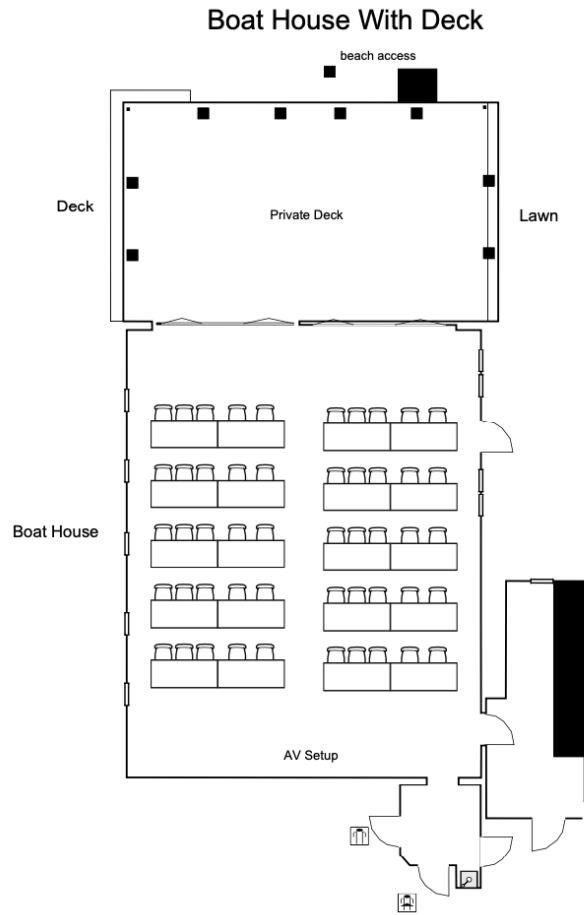 Boat House With Deck
beach access
Deck
Private Deck
Lawn
Boat House
AV Setup